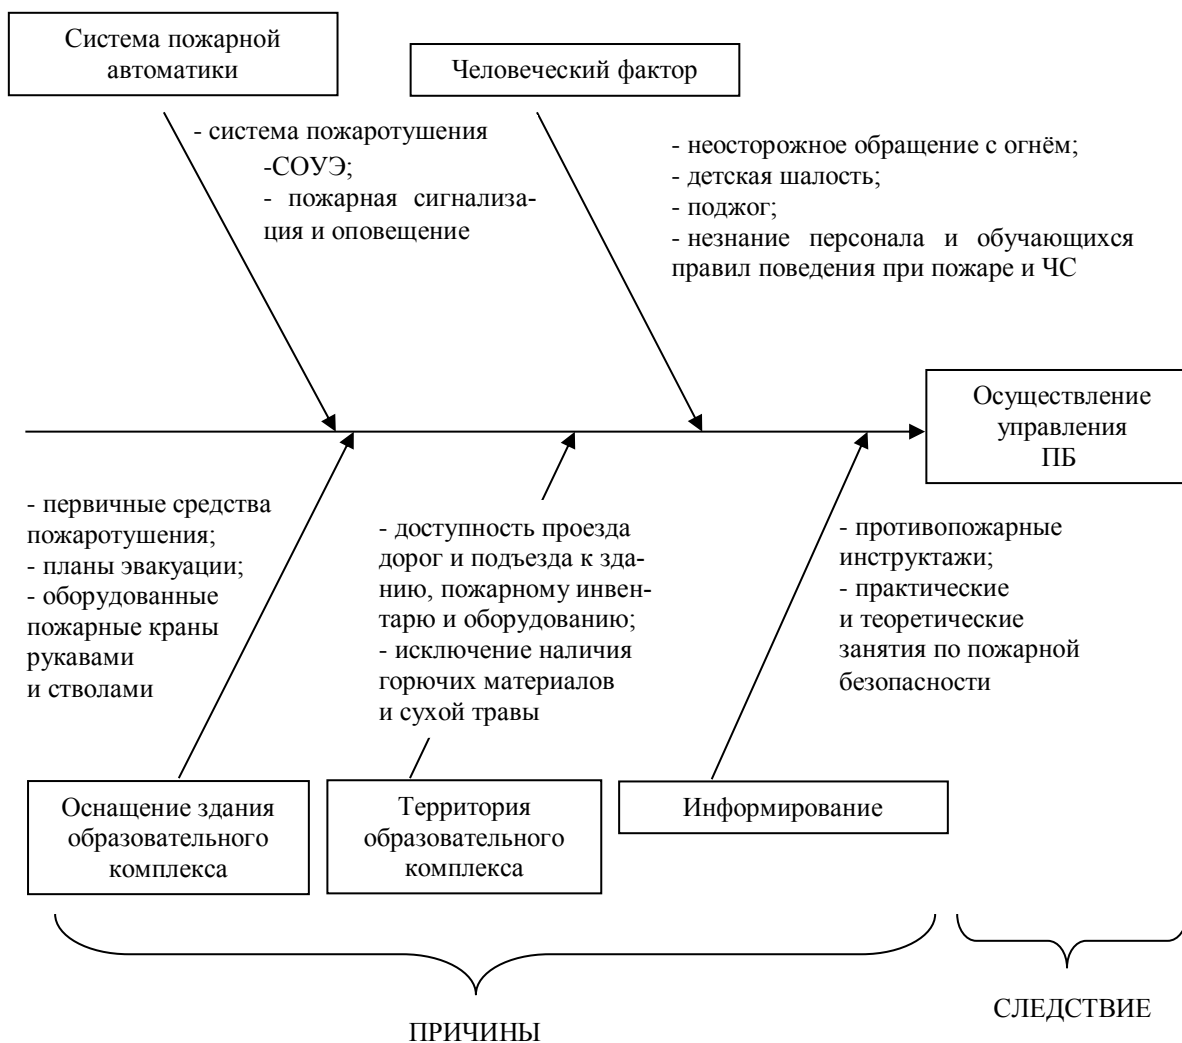 Система пожарной
автоматики
Человеческий фактор
- система пожаротушения
-СОУЭ;
- пожарная сигнализа-
ция и оповещение
- неосторожное обращение с огнём;
- детская шалость;
- поджог;
- незнание персонала и обучающихся
правил поведения при пожаре и ЧС
Осуществление
управления
ПБ
- первичные средства
пожаротушения;
- планы эвакуации;
- оборудованные
пожарные краны
рукавами
и стволами
- доступность проезда
дорог и подъезда к зда-
нию, пожарному инвен-
тарю и оборудованию;
- исключение наличия
горючих материалов
и сухой травы
- противопожарные
инструктажи;
- практические
и теоретические
занятия по пожарной
безопасности
Оснащение здания
образовательного
комплекса
Территория
образовательного
комплекса
Информирование
ПРИЧИНЫ
СЛЕДСТВИЕ